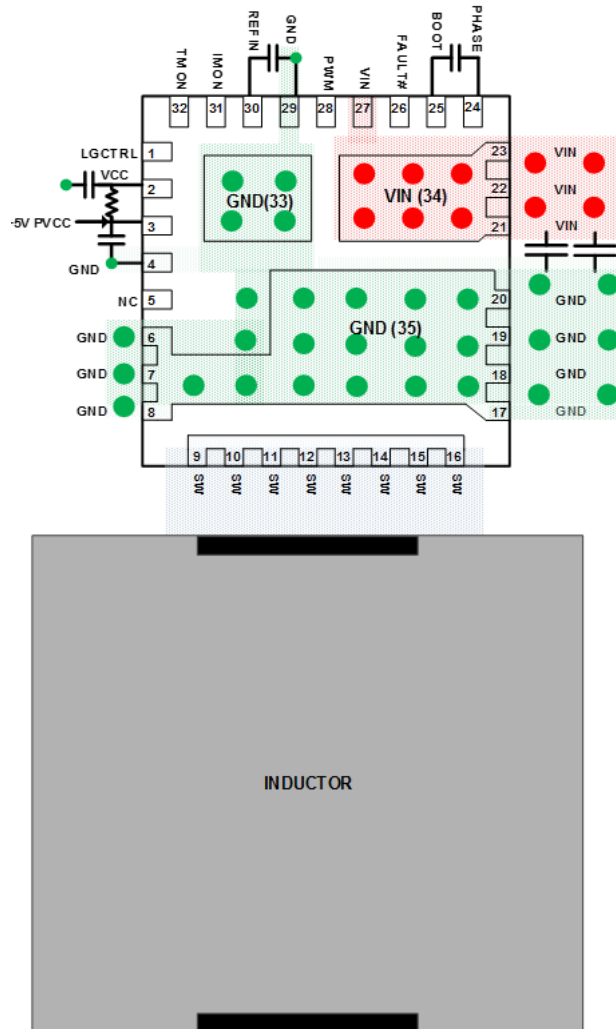 TMON
IMON
REFIN
GND
PWM
VIN
FAULT#
BOOT
PHASE
32
31
30
29
28
27
26
25
24
LGCTRL
1
23
VIN
VCC
2
GND(33)
VIN (34)
22
VIN
-5V PVCC
3
21
VIN
GND
4
NC
5
20
GND
GND
6
GND (35)
19
GND
GND
7
18
GND
GND
8
17
GND
9
10
11
12
13
14
15
16
SW
SW
SW
SW
SW
SW
SW
SW
INDUCTOR